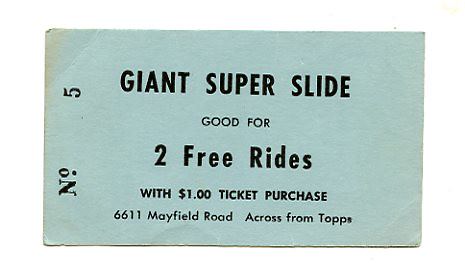 Nº 5
GIANT SUPER SLIDE
GOOD FOR
2 Free Rides
WITH $1.00 TICKET PURCHASE
6611 Mayfield Road Across from Topps